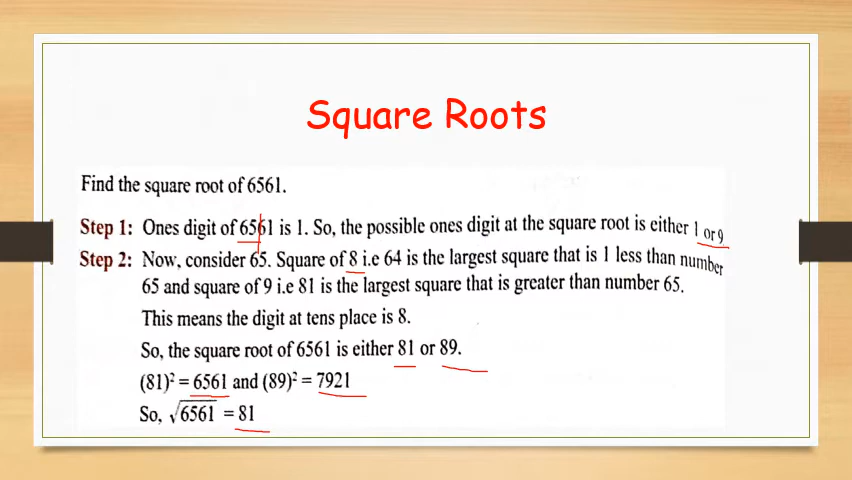 Square Roots
Find the square root of 6561.
Step 1: Ones digit of 6561 is 1. So, the possible ones digit at the square root is either 1 or 9
Step 2: Now, consider 65. Square of 8 i.e 64 is the largest square that is 1 less than number
65 and square of 9 i.e 81 is the largest square that is greater than number 65.
This means the digit at tens place is 8.
So, the square root of 6561 is either 81 or 89.
(81)² = 6561 and (89)² = 7921
So, √6561 = 81